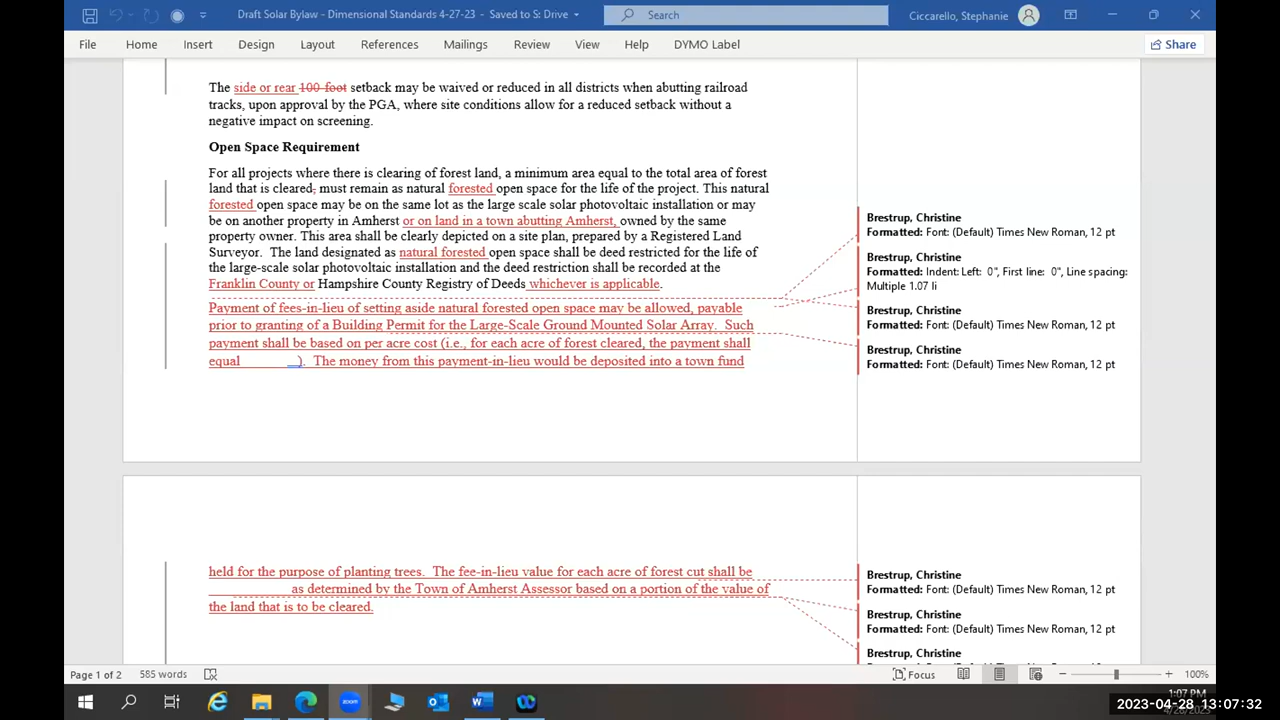 Draft Solar Bylaw - Dimensional Standards 4-27-23 - Saved to S: Drive
Search
Ciccarello, Stephanie
File Home Insert Design Layout References Mailings Review View Help DYMO Label
Share
The side or rear 100-foot setback may be waived or reduced in all districts when abutting railroad
tracks, upon approval by the PGA, where site conditions allow for a reduced setback without a
negative impact on screening.
Open Space Requirement
For all projects where there is clearing of forest land, a minimum area equal to the total area of forest
land that is cleared, must remain as natural forested open space for the life of the project. This natural
forested open space may be on the same lot as the large scale solar photovoltaic installation or may
be on another property in Amherst or on land in a town abutting Amherst, owned by the same
property owner. This area shall be clearly depicted on a site plan, prepared by a Registered Land
Surveyor. The land designated as natural forested open space shall be deed restricted for the life of
the large-scale solar photovoltaic installation and the deed restriction shall be recorded at the
Franklin County or Hampshire County Registry of Deeds whichever is applicable.
Payment of fees-in-lieu of setting aside natural forested open space may be allowed, payable
prior to granting of a Building Permit for the Large-Scale Ground Mounted Solar Array. Such
payment shall be based on per acre cost (i.e., for each acre of forest cleared, the payment shall
equal ________). The money from this payment-in-lieu would be deposited into a town fund
Brestrup, Christine
Formatted: Font: (Default) Times New Roman, 12 pt
Brestrup, Christine
Formatted: Indent: Left: 0", First line: 0", Line spacing:
Multiple 1.07 li
Brestrup, Christine
Formatted: Font: (Default) Times New Roman, 12 pt
Brestrup, Christine
Formatted: Font: (Default) Times New Roman, 12 pt
held for the purpose of planting trees. The fee-in-lieu value for each acre of forest cut shall be
____________ as determined by the Town of Amherst Assessor based on a portion of the value of
the land that is to be cleared.
Brestrup, Christine
Formatted: Font: (Default) Times New Roman, 12 pt
Brestrup, Christine
Formatted: Font: (Default) Times New Roman, 12 pt
Brestrup, Christine
Page 1 of 2 585 words
Focus
100%
zoom
1:07 PM
2023-04-28 13:07:32